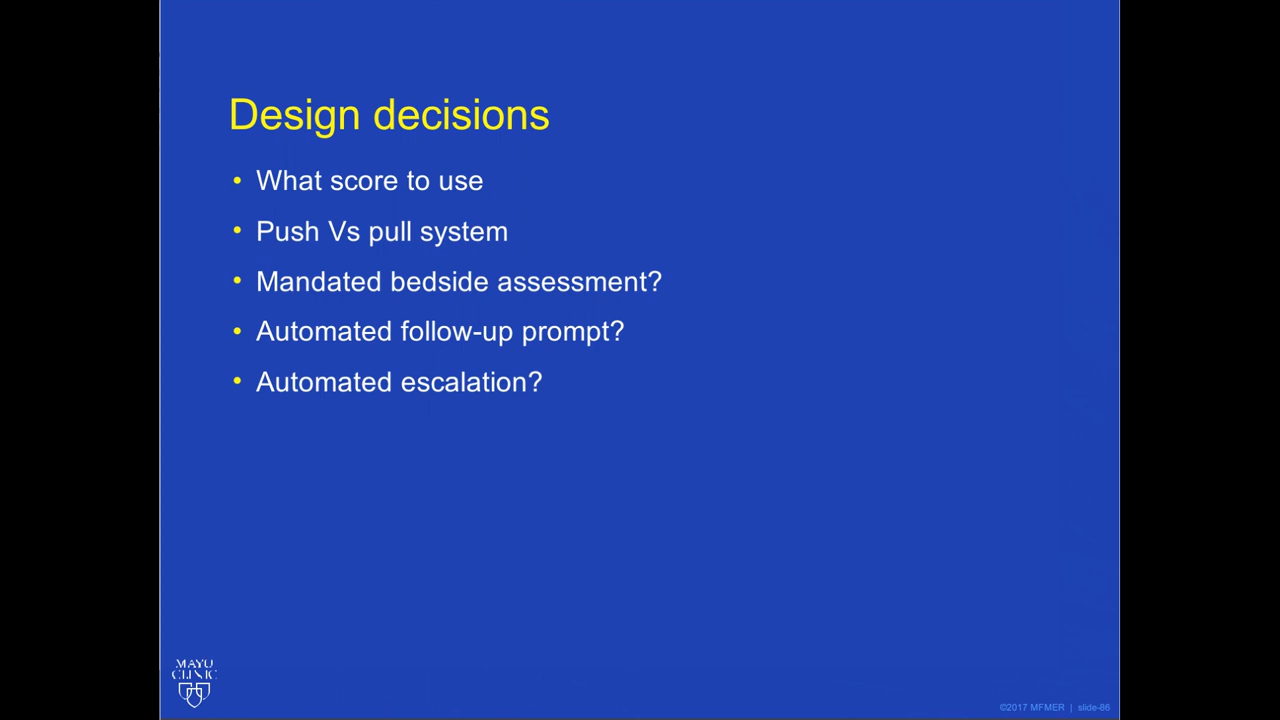 Design decisions
• What score to use
• Push Vs pull system
• Mandated bedside assessment?
• Automated follow-up prompt?
• Automated escalation?
MAYO
CLINIC
©2017 MFMER | slide-86